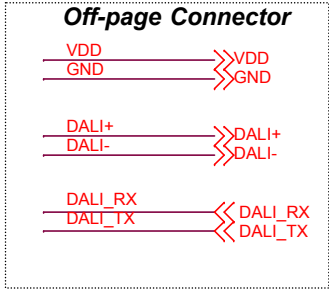 Off-page Connector
VDD VDD
GND GND
DALI+ DALI+
DALI- DALI-
DALI_RX DALI_RX
DALI_TX DALI_TX